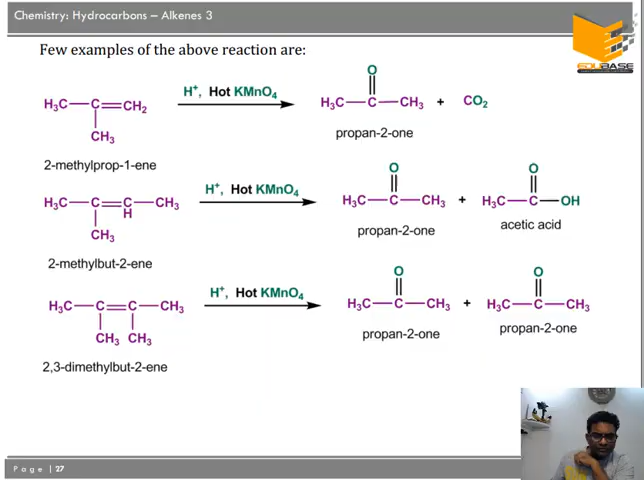 Chemistry: Hydrocarbons – Alkenes 3
EDUBASE
Few examples of the above reaction are:
H₃C—C=CH₂
CH₃
H⁺, Hot KMnO₄
O
H₃C—C—CH₃ + CO₂
2-methylprop-1-ene
propan-2-one
H₃C—C=C—CH₃
H
CH₃
H⁺, Hot KMnO₄
O
H₃C—C—CH₃ +
O
H₃C—C—OH
2-methylbut-2-ene
propan-2-one
acetic acid
H₃C—C=C—CH₃
CH₃ CH₃
H⁺, Hot KMnO₄
O
H₃C—C—CH₃ +
O
H₃C—C—CH₃
2,3-dimethylbut-2-ene
propan-2-one
propan-2-one
Page | 27